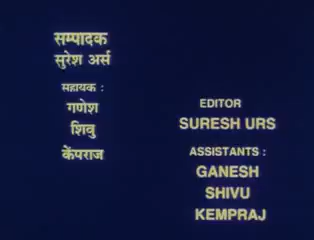 सम्पादक
सुरेश अर्स
सहायक :
गणेश
शिवु
केंपराज
EDITOR
SURESH URS
ASSISTANTS :
GANESH
SHIVU
KEMPRAJ